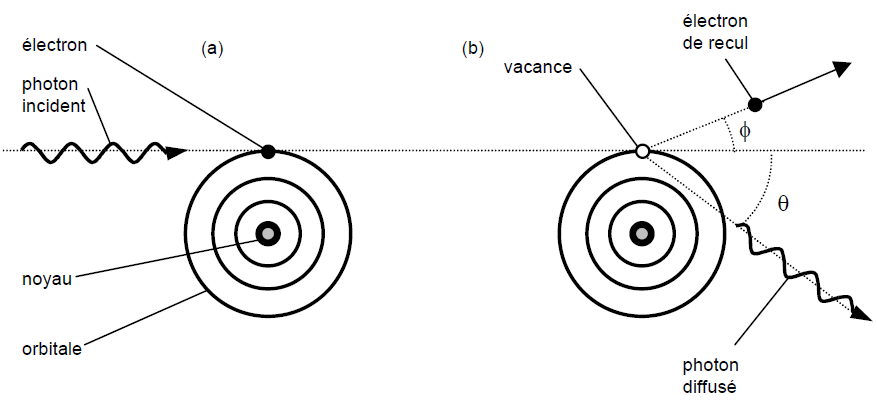 électron
(a)
photon
incident
noyau
orbitale
(b)
vacance
électron
de recul
ϕ
θ
photon
diffusé